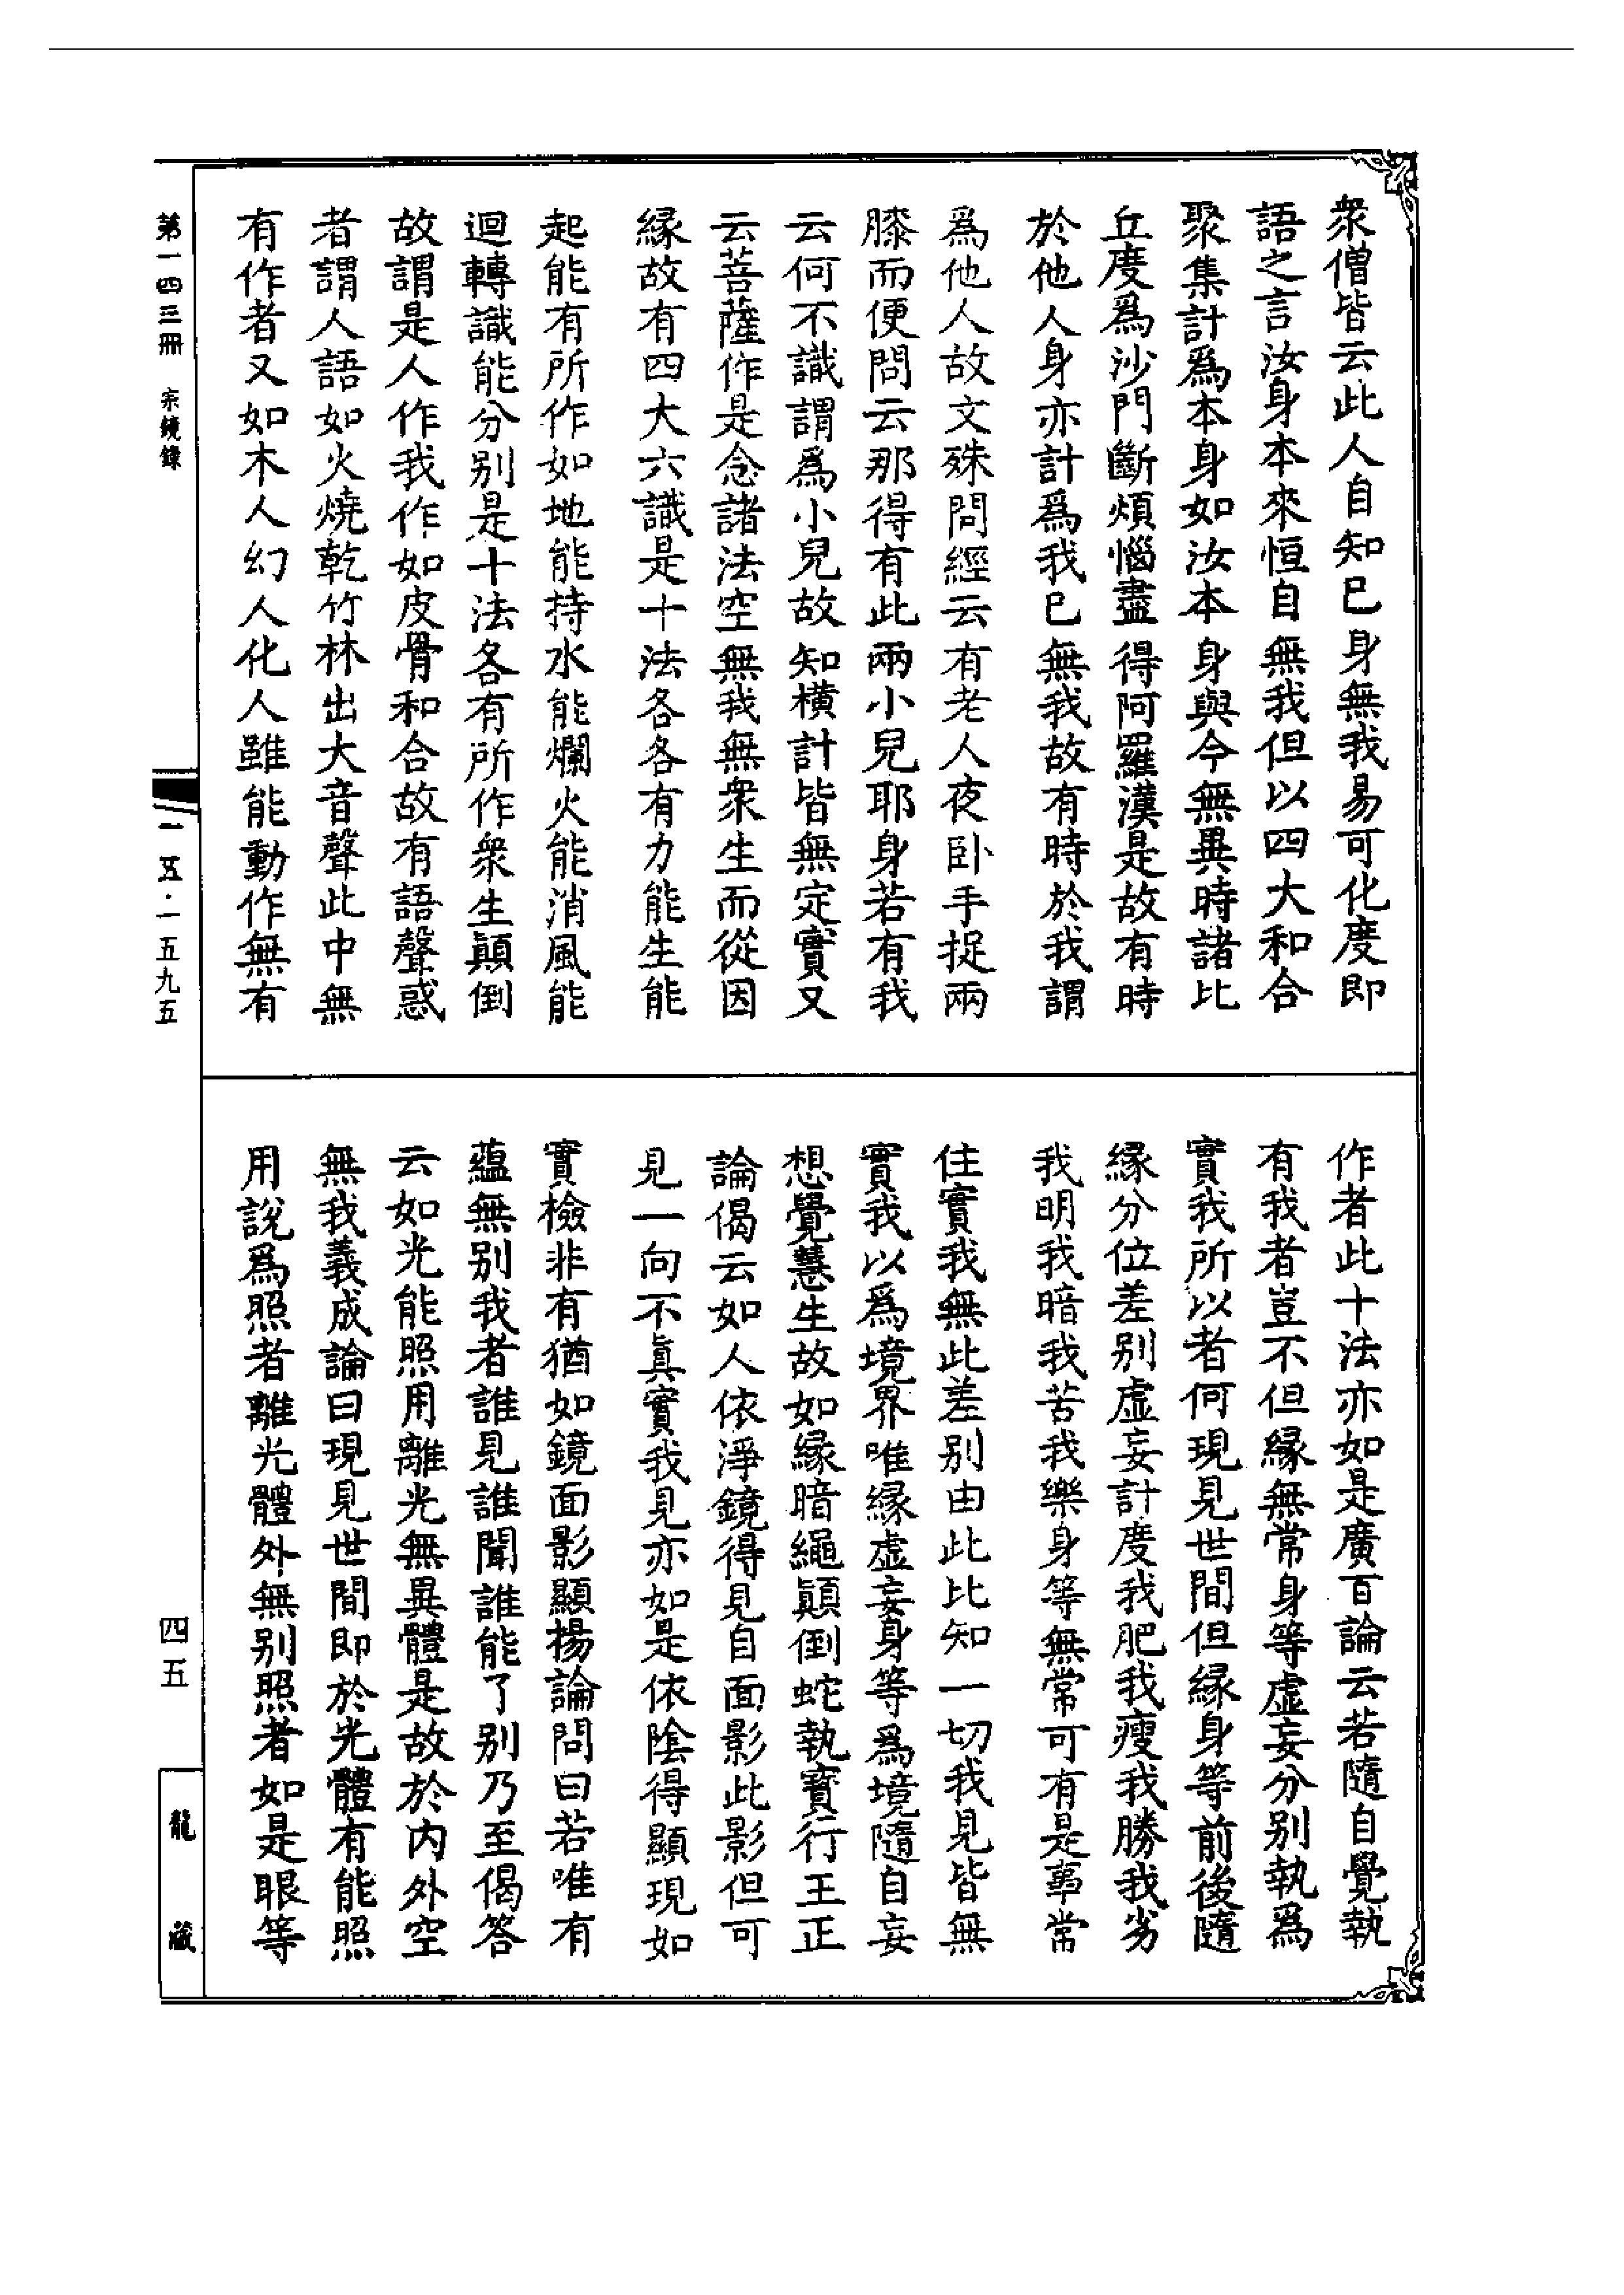 衆僧皆云此人自知已身無我易可化度即
語之言汝身本來恒自無我但以四大和合
聚集計爲本身如汝本身與今無異時諸比
丘度爲沙門斷煩惱盡得阿羅漢是故有時
於他人身亦計爲我已無我故有時於我謂
爲他人故文殊問經云有老人夜卧手捉兩
膝而便問云那得有此兩小兒耶身若有我
云何不識謂爲小兒故知橫計皆無定實又
云菩薩作是念諸法空無我無衆生而從因
緣故有四大六識是十法各各有力能生能
起能有所作如地能持水能爛火能消風能
迴轉識能分别是十法各有所作衆生顛倒
故謂是人作我作如皮骨和合故有語聲惑
者謂人語如火燒乾竹林出大音聲此中無
有作者又如木人幻人化人雖能動作無有
作者此十法亦如是廣百論云若隨自覺執
有我者豈不但緣無常身等虛妄分别執爲
實我所以者何現見世間但緣身等前後隨
緣分位差别虛妄計度我肥我瘦我勝我劣
我明我暗我苦我樂身等無常可有是事常
住實我無此差别由此比知一切我見皆無
實我以爲境界唯緣虛妄身等爲境隨自妄
想覺慧生故如緣暗繩顛倒蛇執寶行王正
論偈云如人依淨鏡得見自面影此影但可
見一向不眞實我見亦如是依陰得顯現如
實檢非有猶如鏡面影顯揚論問曰若唯有
蘊無别我者誰見誰聞誰能了别乃至偈答
云如光能照用離光無異體是故於内外空
無我義成論曰現見世間即於光體有能照
用說爲照者離光體外無别照者如是眼等
第一四三冊 宗鏡錄
一五·一五九五
四五
龍藏